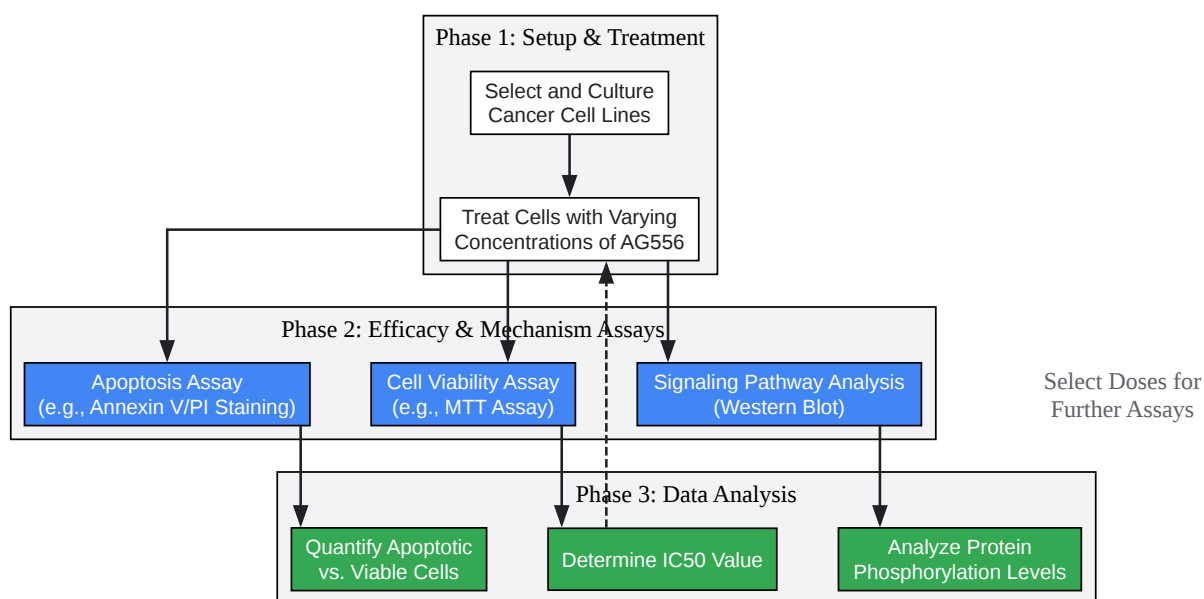 Phase 1: Setup & Treatment
Select and Culture
Cancer Cell Lines
Treat Cells with Varying
Concentrations of AG556
Phase 2: Efficacy & Mechanism Assays
Apoptosis Assay
(e.g., Annexin V/PI Staining)
Cell Viability Assay
(e.g., MTT Assay)
Signaling Pathway Analysis
(Western Blot)
Select Doses for
Further Assays
Phase 3: Data Analysis
Quantify Apoptotic
vs. Viable Cells
Determine IC50 Value
Analyze Protein
Phosphorylation Levels